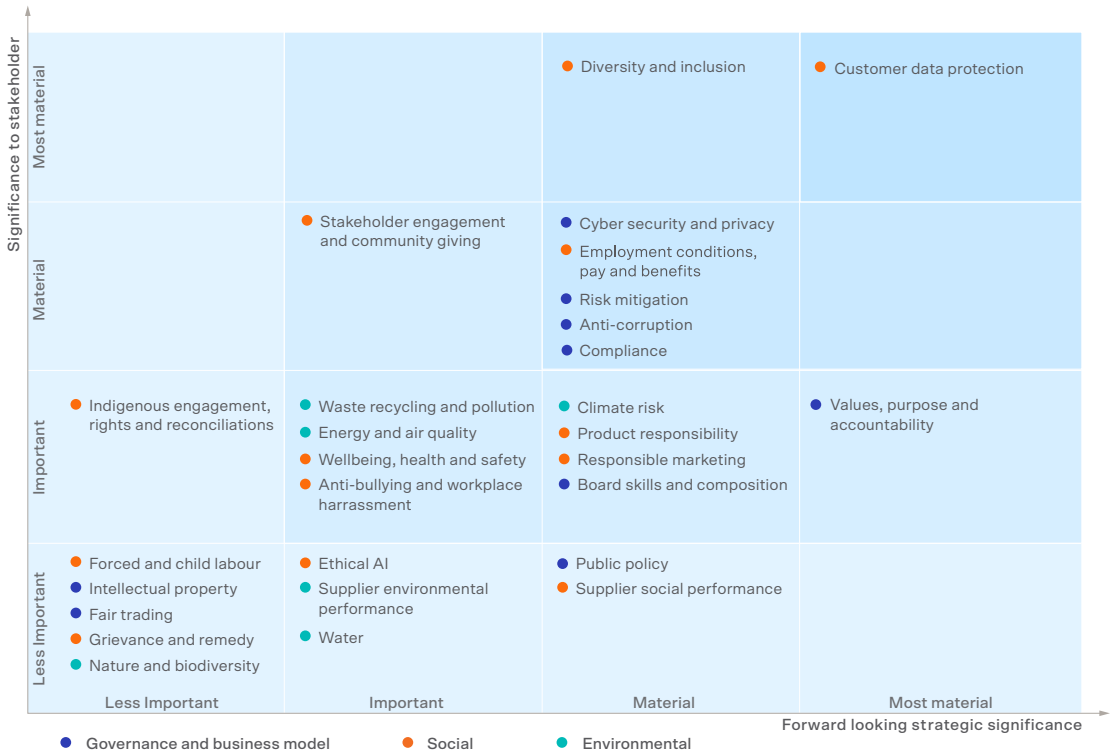 Significance to stakeholder
Most material
Diversity and inclusion
Customer data protection
Material
Stakeholder engagement
and community giving
Cyber security and privacy
Employment conditions,
pay and benefits
Risk mitigation
Anti-corruption
Compliance
Important
Indigenous engagement,
rights and reconciliations
Waste recycling and pollution
Energy and air quality
Wellbeing, health and safety
Anti-bullying and workplace
harrassment
Climate risk
Product responsibility
Responsible marketing
Board skills and composition
Values, purpose and
accountability
Less Important
Forced and child labour
Intellectual property
Fair trading
Grievance and remedy
Nature and biodiversity
Ethical AI
Supplier environmental
performance
Water
Public policy
Supplier social performance
Less Important
Important
Material
Most material
Forward looking strategic significance
Governance and business model
Social
Environmental